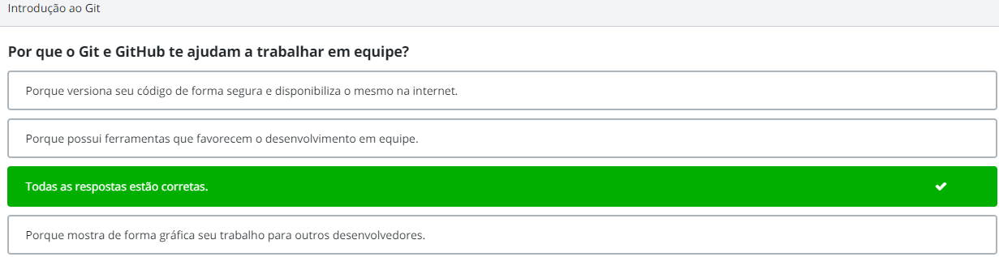 Introdução ao Git
Por que o Git e GitHub te ajudam a trabalhar em equipe?
Porque versiona seu código de forma segura e disponibiliza o mesmo na internet.
Porque possui ferramentas que favorecem o desenvolvimento em equipe.
Todas as respostas estão corretas.
Porque mostra de forma gráfica seu trabalho para outros desenvolvedores.